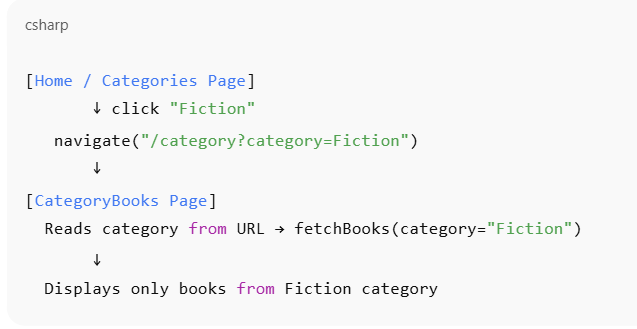 csharp
[Home / Categories Page]
↓ click "Fiction"
navigate("/category?category=Fiction")
↓
[CategoryBooks Page]
Reads category from URL → fetchBooks(category="Fiction")
↓
Displays only books from Fiction category